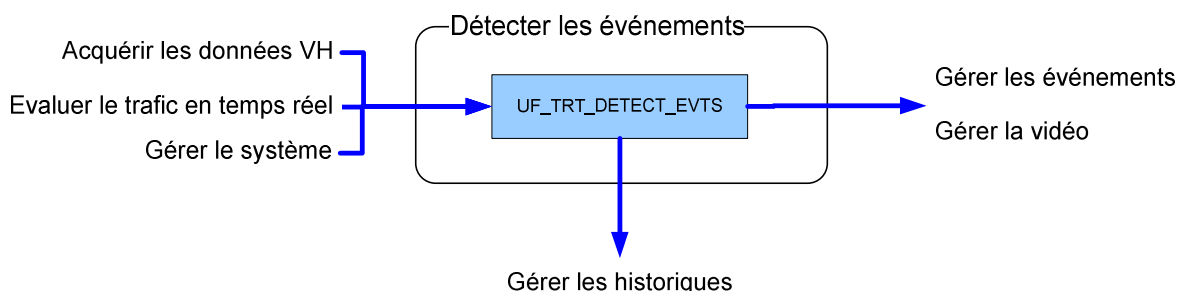 Détecter les événements
Acquérir les données VH
Evaluer le trafic en temps réel
Gérer le système
UF_TRT_DETECT_EVTS
Gérer les événements
Gérer la vidéo
Gérer les historiques